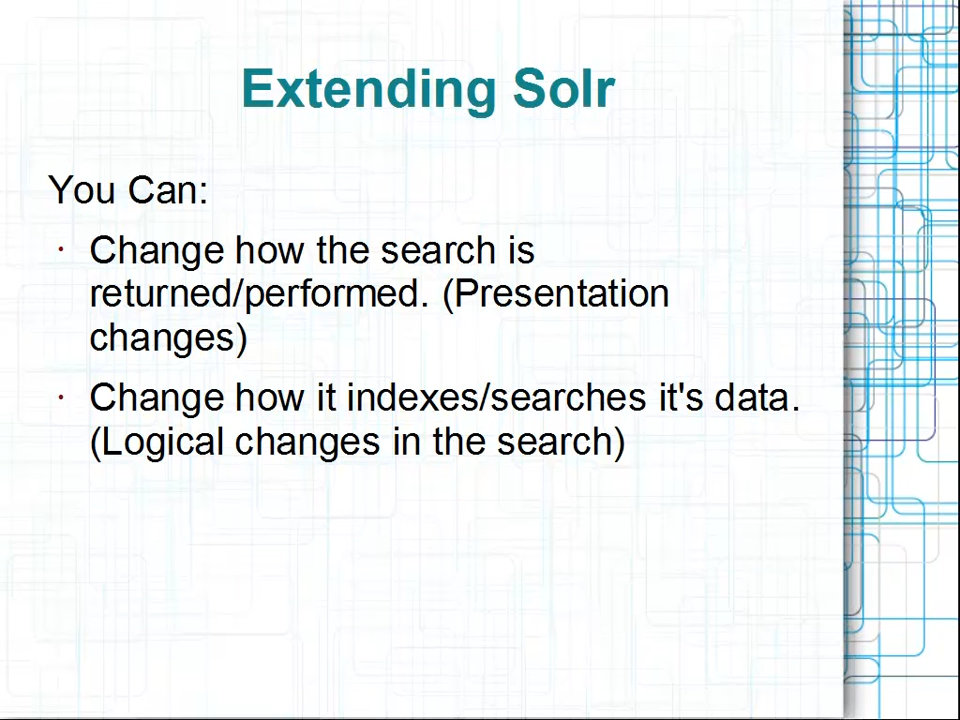 Extending Solr
You Can:
· Change how the search is
returned/performed. (Presentation
changes)
· Change how it indexes/searches it's data.
(Logical changes in the search)